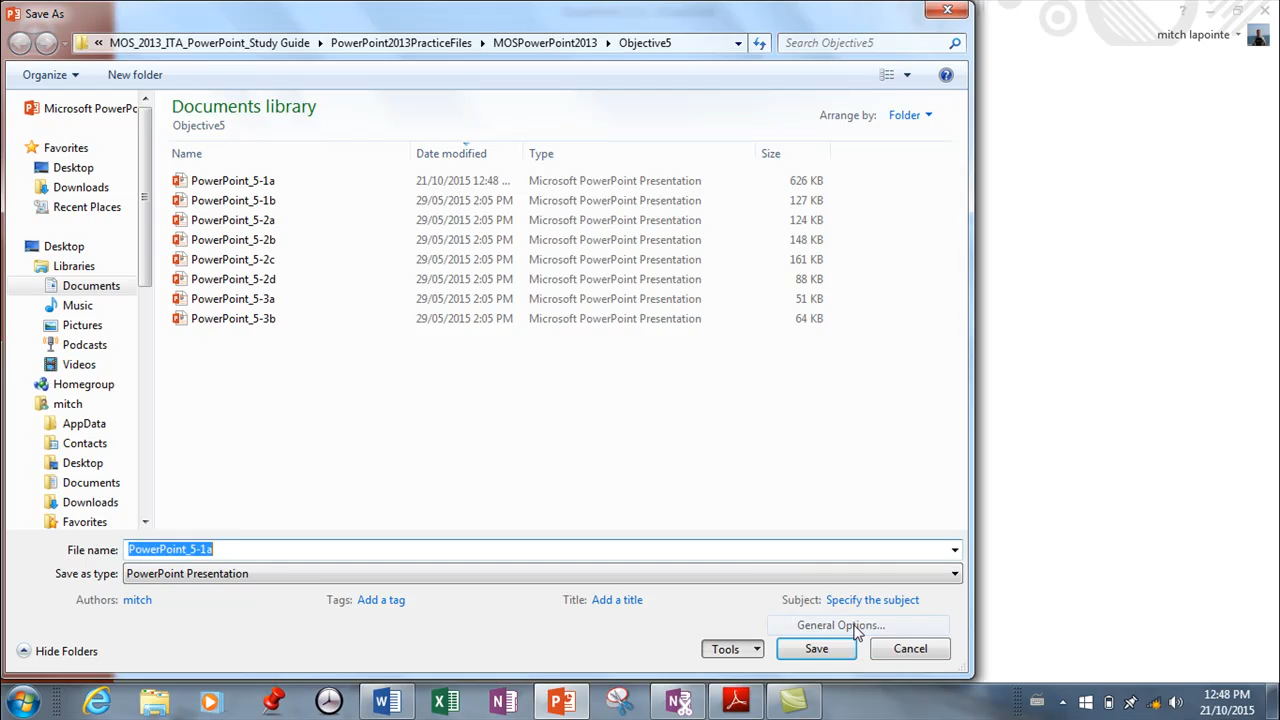 Save As
mitch lapointe
« MOS_2013_ITA_PowerPoint_Study Guide PowerPoint2013PracticeFiles MOSPowerPoint2013 Objective5
Search Objective5
Organize
New folder
Microsoft PowerPc
Favorites
Desktop
Downloads
Recent Places
Desktop
Libraries
Documents
Music
Pictures
Podcasts
Videos
Homegroup
mitch
AppData
Contacts
Desktop
Documents
Downloads
Favorites
Documents library
Objective5
Arrange by: Folder
Name Date modified Type Size
PowerPoint_5-1a 21/10/2015 12:48 ... Microsoft PowerPoint Presentation 626 KB
PowerPoint_5-1b 29/05/2015 2:05 PM Microsoft PowerPoint Presentation 127 KB
PowerPoint_5-2a 29/05/2015 2:05 PM Microsoft PowerPoint Presentation 124 KB
PowerPoint_5-2b 29/05/2015 2:05 PM Microsoft PowerPoint Presentation 148 KB
PowerPoint_5-2c 29/05/2015 2:05 PM Microsoft PowerPoint Presentation 161 KB
PowerPoint_5-2d 29/05/2015 2:05 PM Microsoft PowerPoint Presentation 88 KB
PowerPoint_5-3a 29/05/2015 2:05 PM Microsoft PowerPoint Presentation 51 KB
PowerPoint_5-3b 29/05/2015 2:05 PM Microsoft PowerPoint Presentation 64 KB
File name: PowerPoint_5-1a
Save as type: PowerPoint Presentation
Authors: mitch Tags: Add a tag Title: Add a title Subject: Specify the subject
General Options...
Hide Folders
Tools
Save
Cancel
12:48 PM
21/10/2015